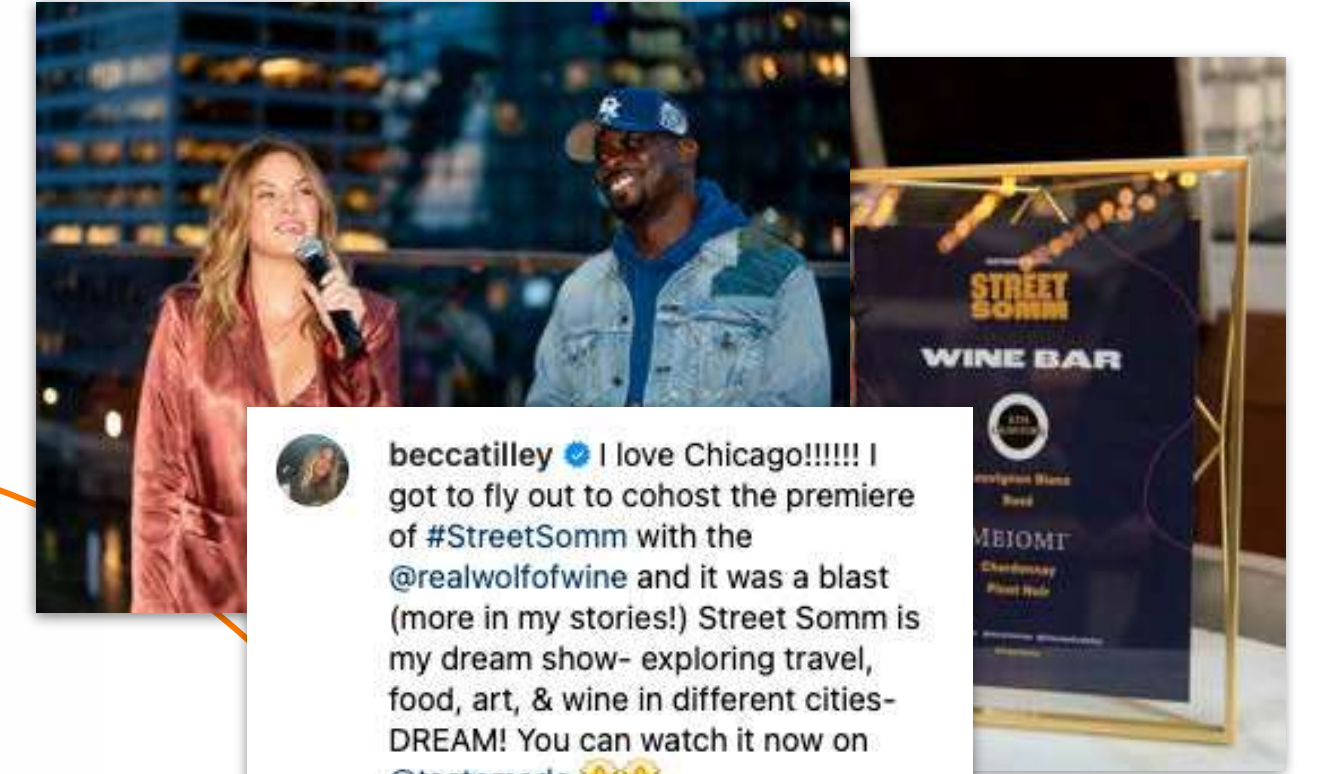 STREET
SOMM
WINE BAR
Rosé
MEIOMI
Chardonnay
Pinot Noir
beccatilley I love Chicago!!!!!! I
got to fly out to cohost the premiere
of #StreetSomm with the
@realwolfofwine and it was a blast
(more in my stories!) Street Somm is
my dream show- exploring travel,
food, art, & wine in different cities-
DREAM! You can watch it now on